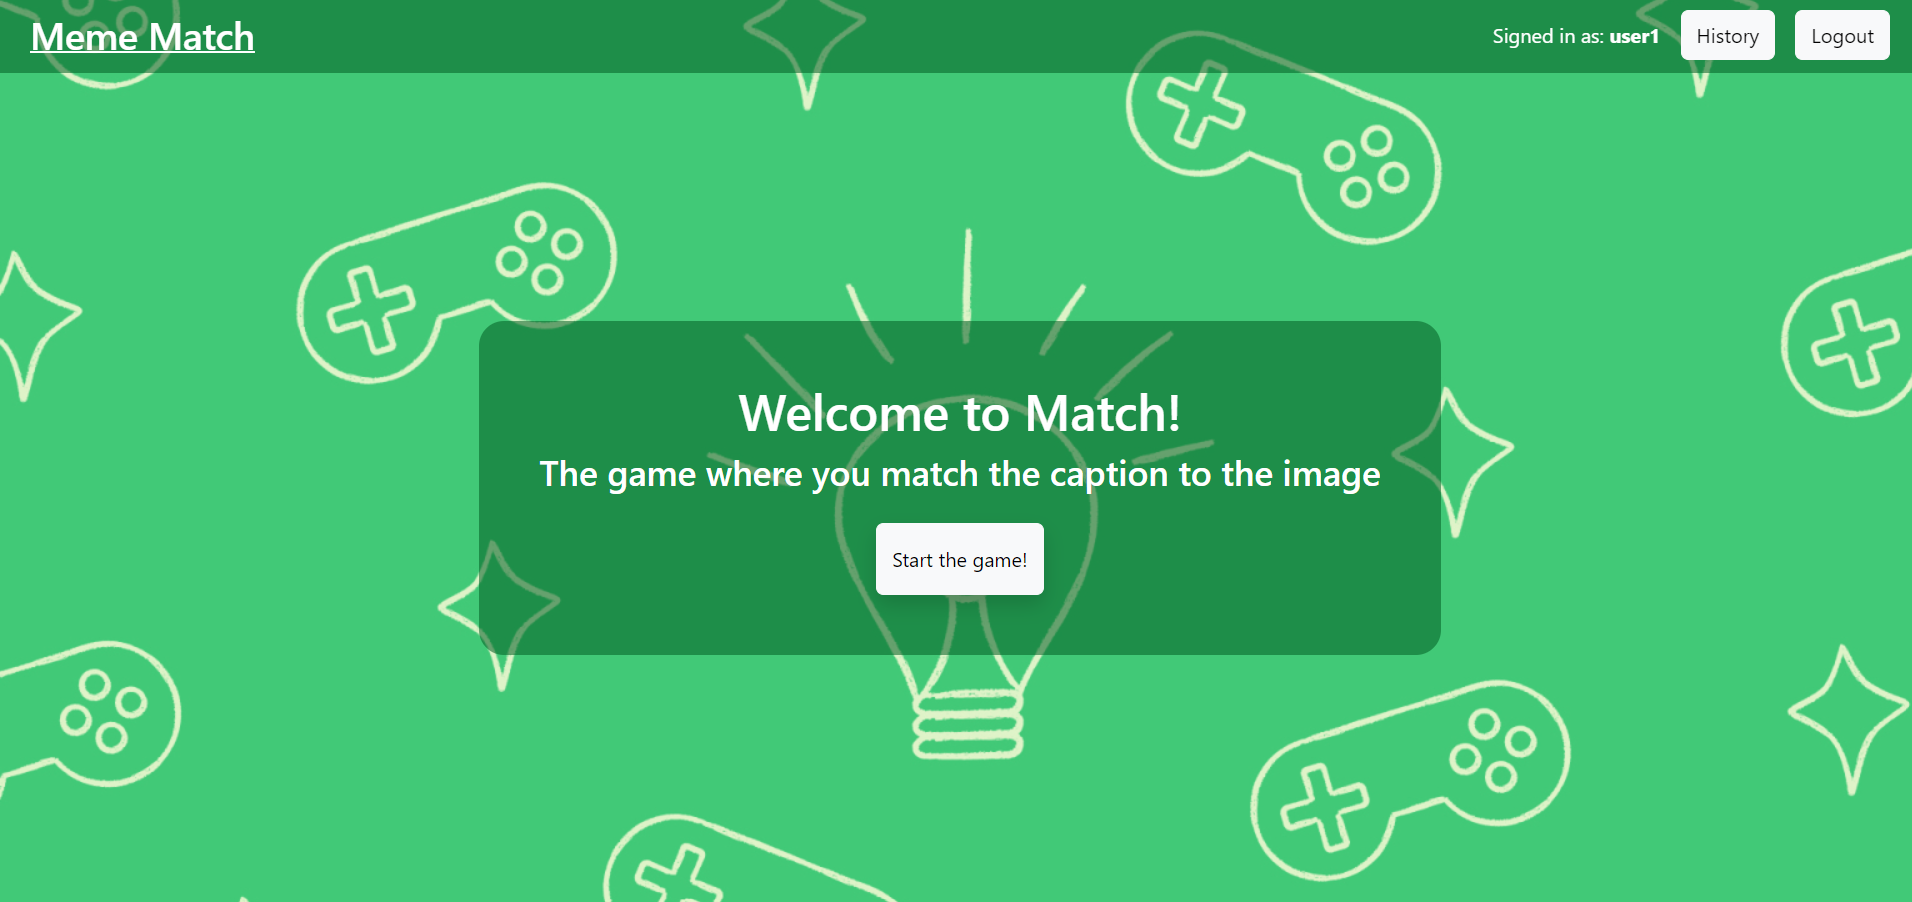 Meme Match
Signed in as: user1
History
Logout
Welcome to Match!
The game where you match the caption to the image
Start the game!